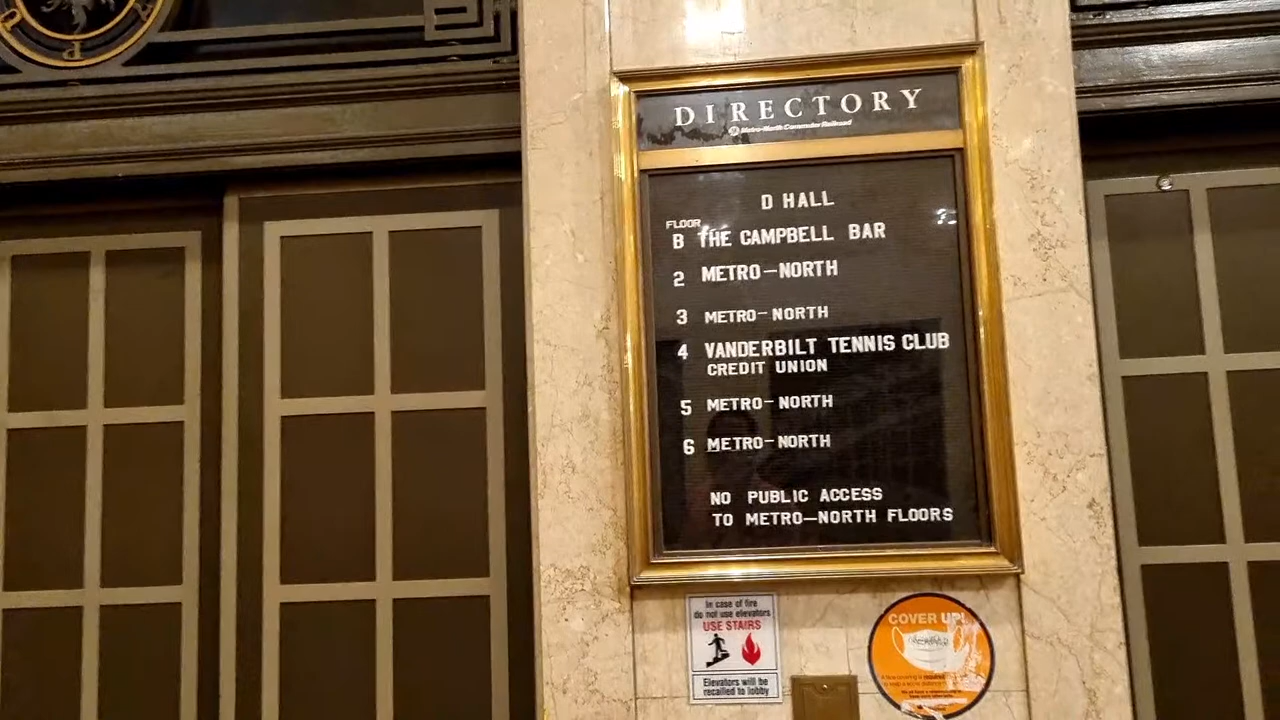 DIRECTORY
Metro-North Commuter Railroad
D HALL
FLOOR
B THE CAMPBELL BAR
2 METRO-NORTH
3 METRO-NORTH
4 VANDERBILT TENNIS CLUB
CREDIT UNION
5 METRO-NORTH
6 METRO-NORTH
NO PUBLIC ACCESS
TO METRO-NORTH FLOORS
In case of fire
do not use elevators
USE STAIRS
Elevators will be
recalled to lobby
COVER UP!